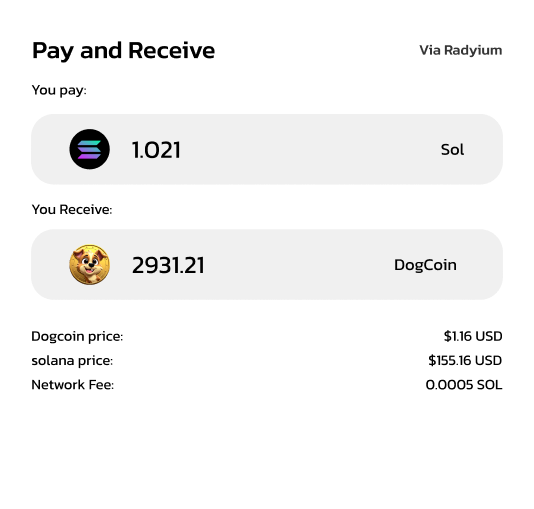 Pay and Receive
Via Radyium
You pay:
1.021
Sol
You Receive:
2931.21
DogCoin
Dogcoin price:
$1.16 USD
solana price:
$155.16 USD
Network Fee:
0.0005 SOL